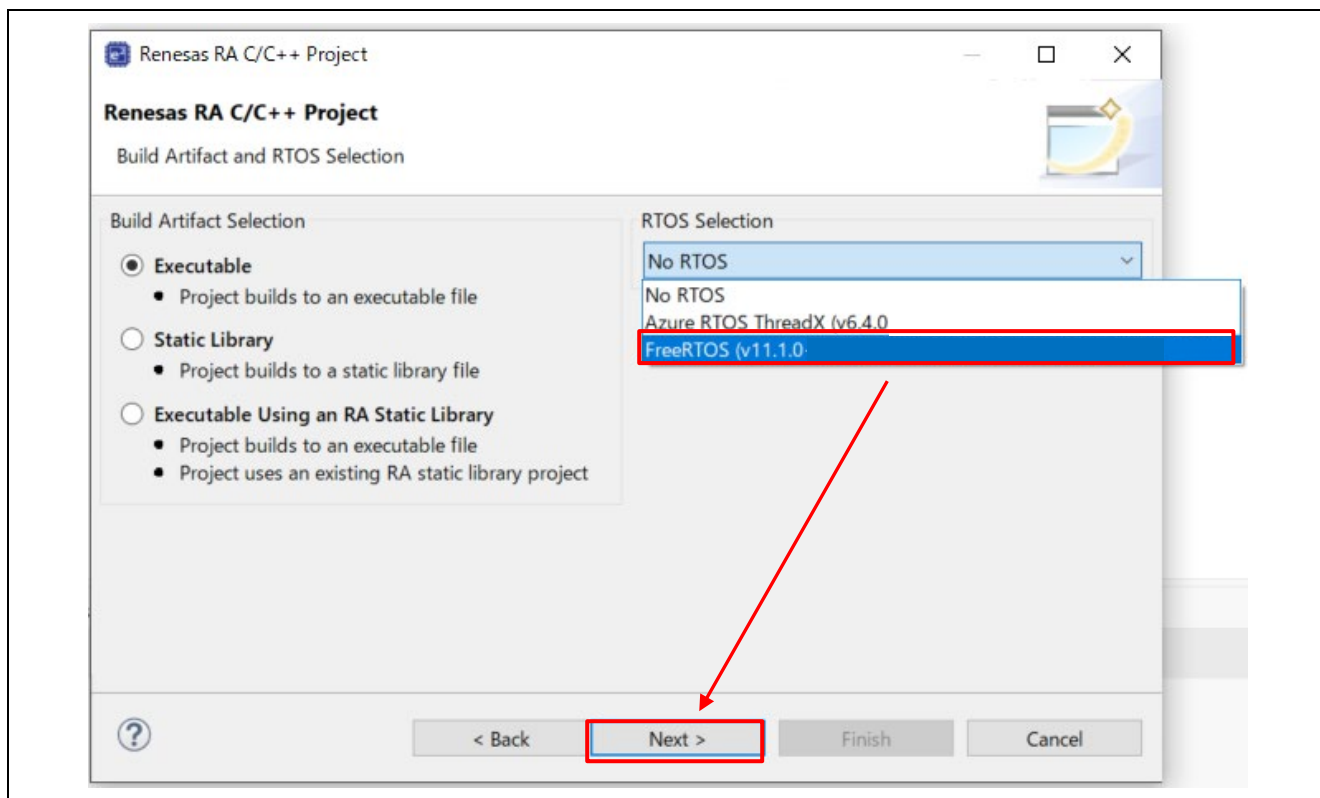 Renesas RA C/C++ Project
Renesas RA C/C++ Project
Build Artifact and RTOS Selection
Build Artifact Selection
Executable
• Project builds to an executable file
Static Library
• Project builds to a static library file
Executable Using an RA Static Library
• Project builds to an executable file
• Project uses an existing RA static library project
RTOS Selection
No RTOS
No RTOS
Azure RTOS ThreadX (v6.4.0
FreeRTOS (v11.1.0
?
< Back
Next >
Finish
Cancel